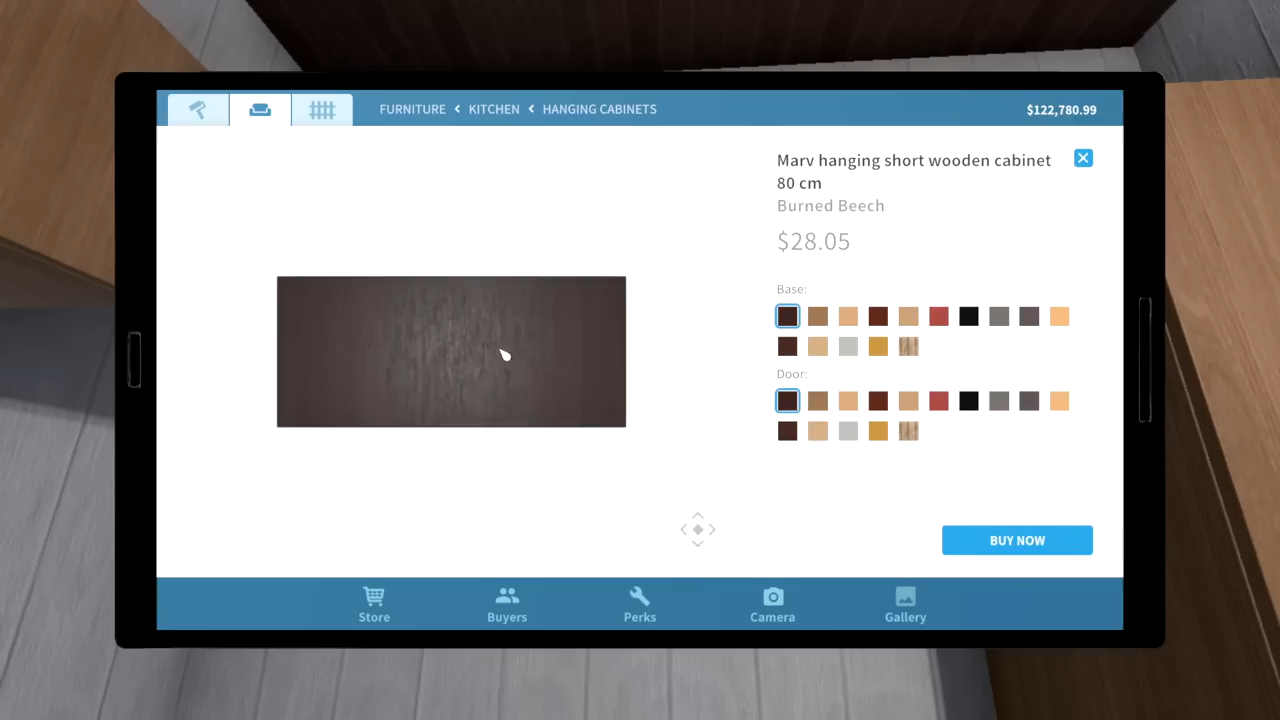 FURNITURE < KITCHEN < HANGING CABINETS
$122,780.99
Marv hanging short wooden cabinet
80 cm
Burned Beech
$28.05
Base:
Door:
BUY NOW
Store
Buyers
Perks
Camera
Gallery